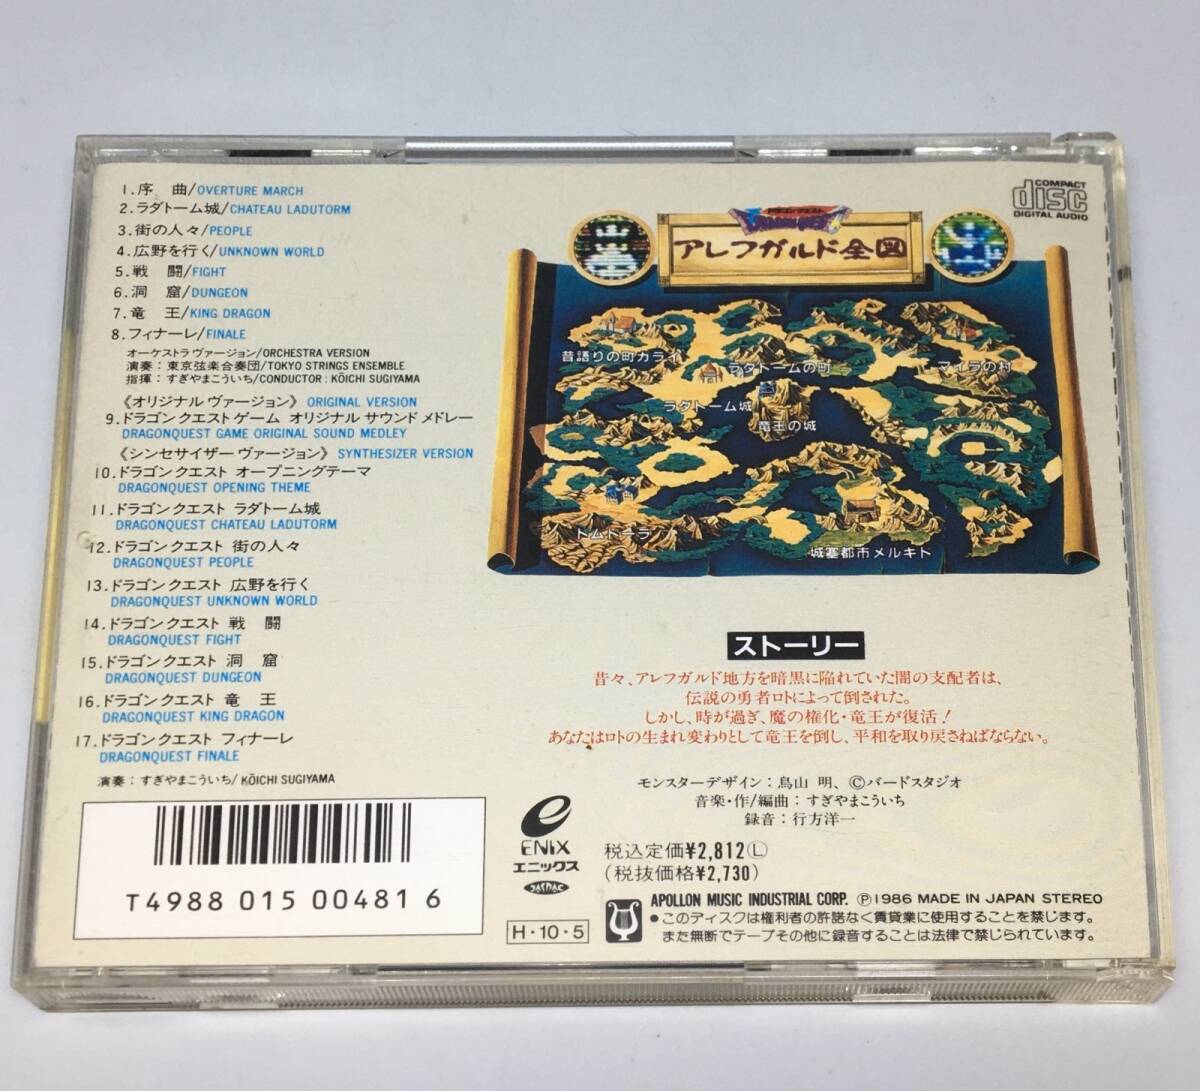 1.序 曲/OVERTURE MARCH
2.ラダトーム城/CHATEAU LADUTORM
3.街の人々/PEOPLE
4.広野を行く/UNKNOWN WORLD
5.戦 闘/FIGHT
6.洞 窟/DUNGEON
7.竜 王/KING DRAGON
8.フィナーレ/FINALE
オーケストラ ヴァージョン/ORCHESTRA VERSION
演奏：東京弦楽合奏団/TOKYO STRINGS ENSEMBLE
指揮：すぎやまこういち/CONDUCTOR：KŌICHI SUGIYAMA
《オリジナル ヴァージョン》 ORIGINAL VERSION
9.ドラゴンクエストゲーム オリジナル サウンド メドレー
DRAGONQUEST GAME ORIGINAL SOUND MEDLEY
《シンセサイザー ヴァージョン》 SYNTHESIZER VERSION
10.ドラゴンクエスト オープニングテーマ
DRAGONQUEST OPENING THEME
11.ドラゴンクエスト ラダトーム城
DRAGONQUEST CHATEAU LADUTORM
12.ドラゴンクエスト 街の人々
DRAGONQUEST PEOPLE
13.ドラゴンクエスト 広野を行く
DRAGONQUEST UNKNOWN WORLD
14.ドラゴンクエスト 戦 闘
DRAGONQUEST FIGHT
15.ドラゴンクエスト 洞 窟
DRAGONQUEST DUNGEON
16.ドラゴンクエスト 竜 王
DRAGONQUEST KING DRAGON
17.ドラゴンクエスト フィナーレ
DRAGONQUEST FINALE
演奏：すぎやまこういち/KŌICHI SUGIYAMA
T4988 015 00481 6
COMPACT
disc
DIGITAL AUDIO
ドラゴンクエスト
アレフガルド全図
昔語りの町ガライ
ラダトームの町
マイラの村
ラダトーム城
竜王の城
ドムドーラ
城塞都市メルキド
ストーリー
昔々、アレフガルド地方を暗黒に陥れていた闇の支配者は、
伝説の勇者ロトによって倒された。
しかし、時が過ぎ、魔の権化・竜王が復活！
あなたはロトの生まれ変わりとして竜王を倒し、平和を取り戻さねばならない。
モンスターデザイン：鳥山 明、©バードスタジオ
音楽・作/編曲：すぎやまこういち
録音：行方洋一
ENIX
エニックス
JASRAC
H・10・5
税込定価¥2,812Ⓛ
(税抜価格¥2,730)
APOLLON MUSIC INDUSTRIAL CORP. ℗1986 MADE IN JAPAN STEREO
●このディスクは権利者の許諾なく賃貸業に使用することを禁じます。
また無断でテープその他に録音することは法律で禁じられています。